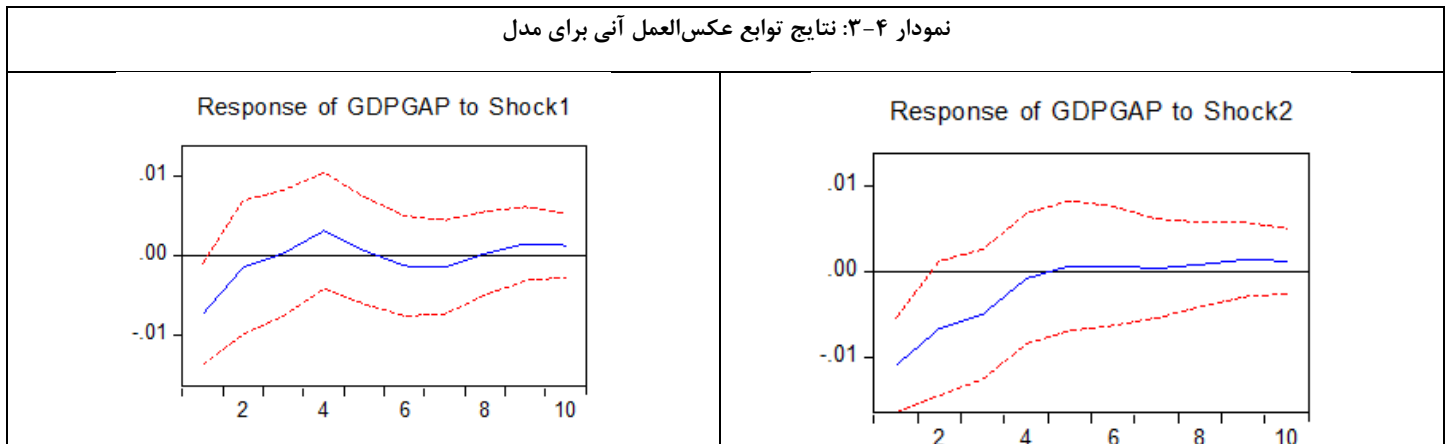 نمودار ۴-۳: نتایج توابع عکس‌العمل آنی برای مدل
Response of GDPGAP to Shock1
.01
.00
-.01
2 4 6 8 10
Response of GDPGAP to Shock2
.01
.00
-.01
2 4 6 8 10